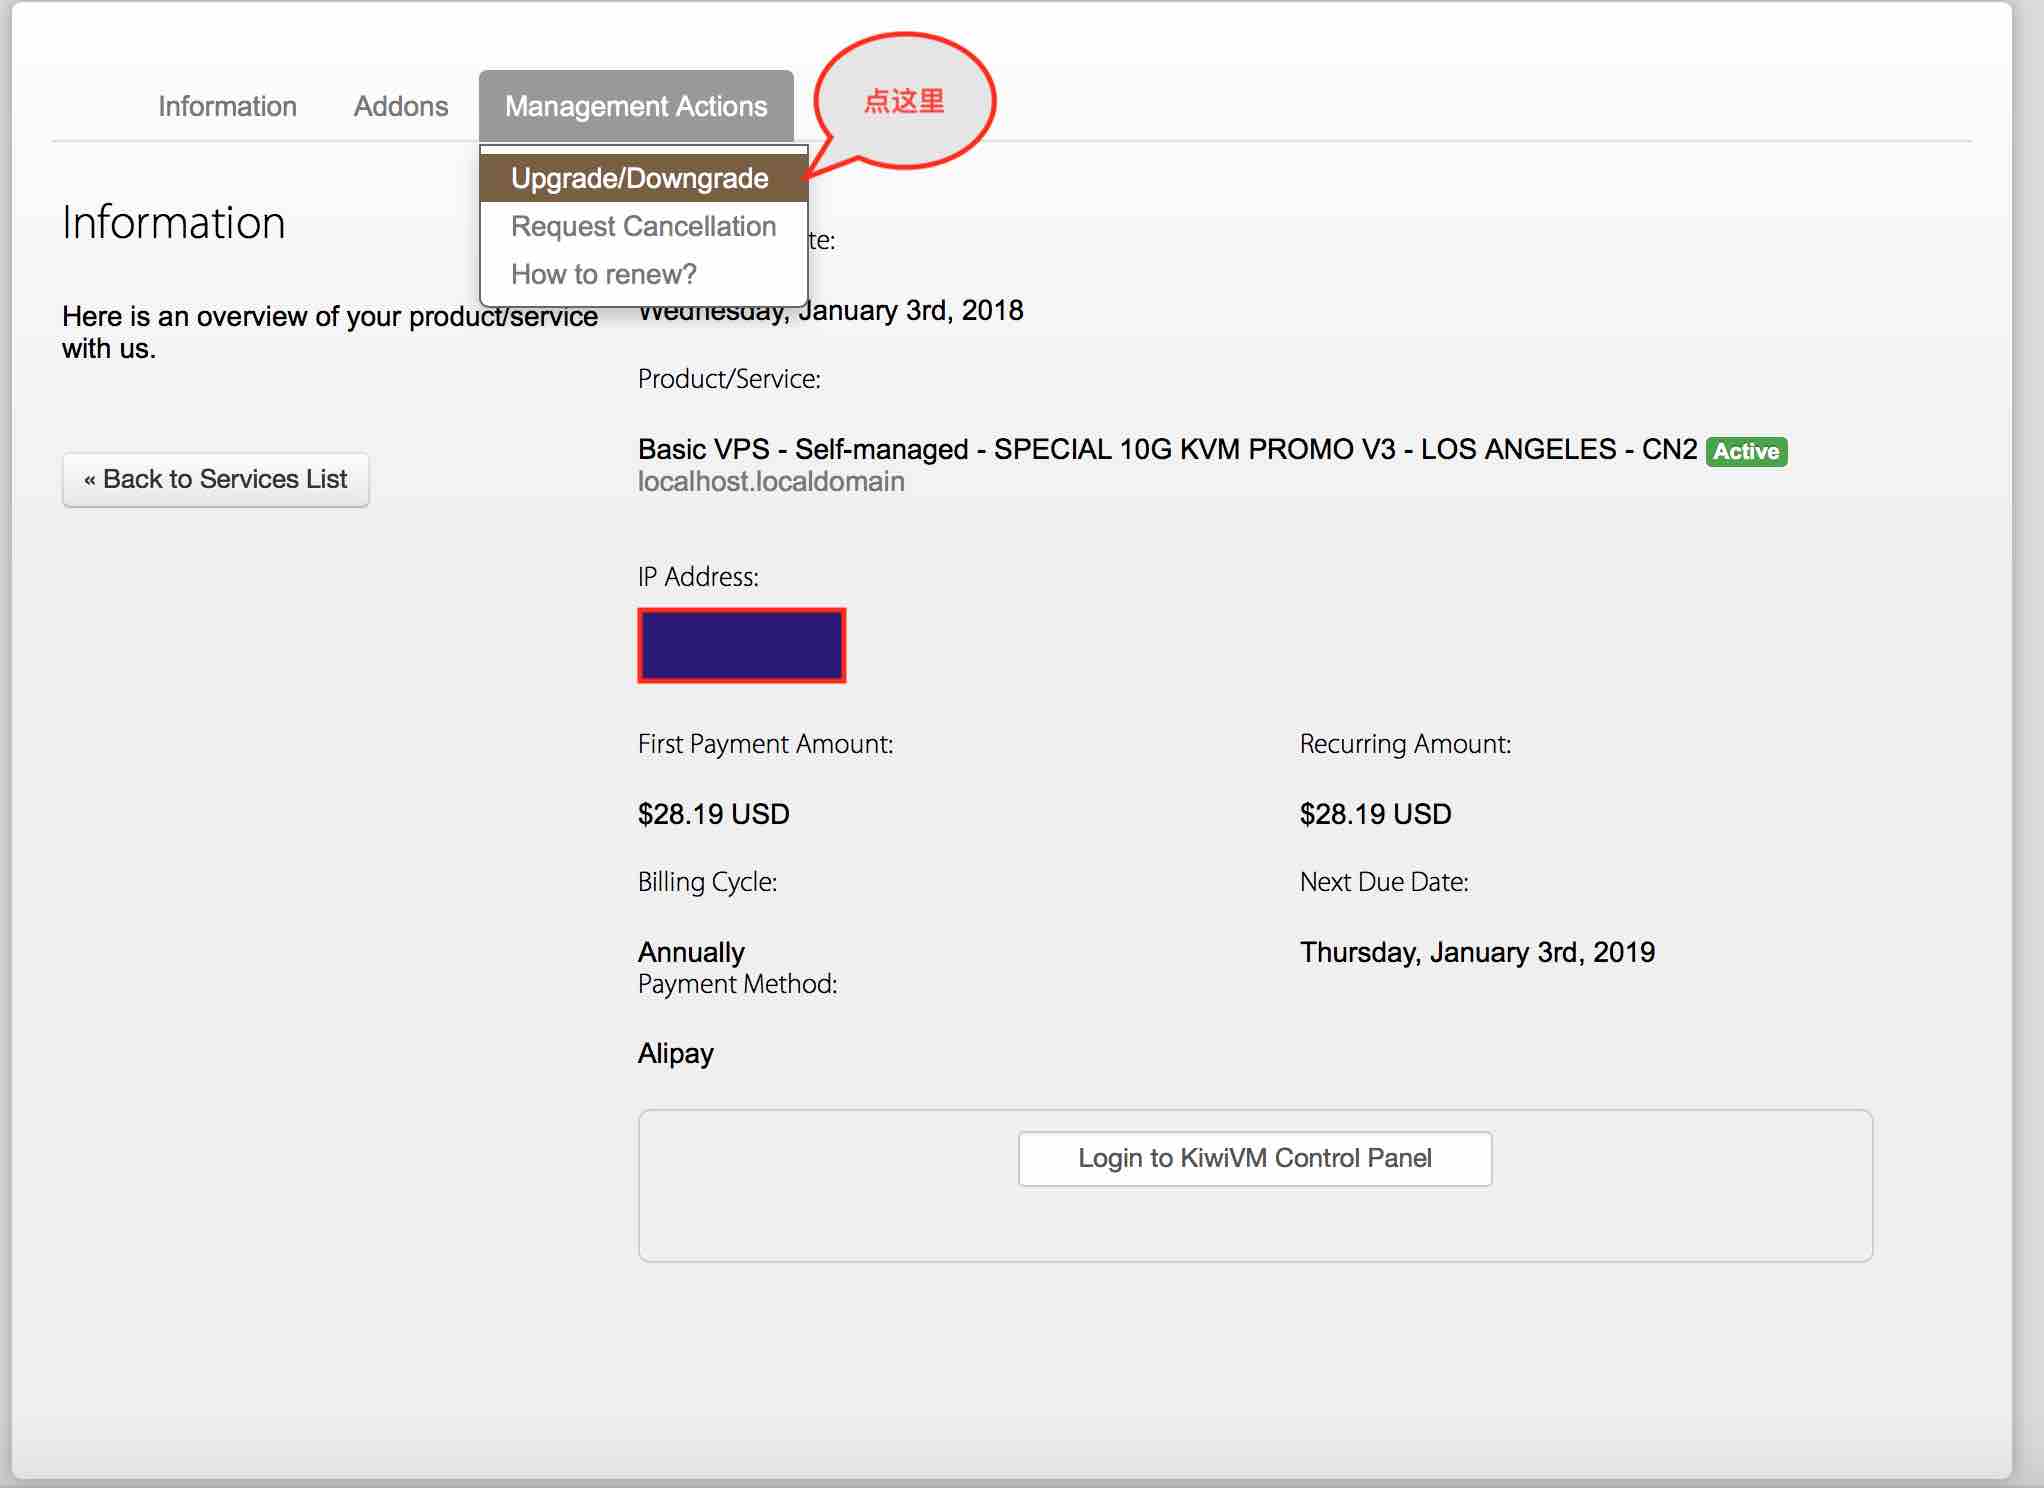 Information
Addons
Management Actions
点这里
Upgrade/Downgrade
Request Cancellation
How to renew?
Information
Here is an overview of your product/service
with us.
« Back to Services List
te:
Wednesday, January 3rd, 2018
Product/Service:
Basic VPS - Self-managed - SPECIAL 10G KVM PROMO V3 - LOS ANGELES - CN2 Active
localhost.localdomain
IP Address:
First Payment Amount:
Recurring Amount:
$28.19 USD
$28.19 USD
Billing Cycle:
Next Due Date:
Annually
Thursday, January 3rd, 2019
Payment Method:
Alipay
Login to KiwiVM Control Panel